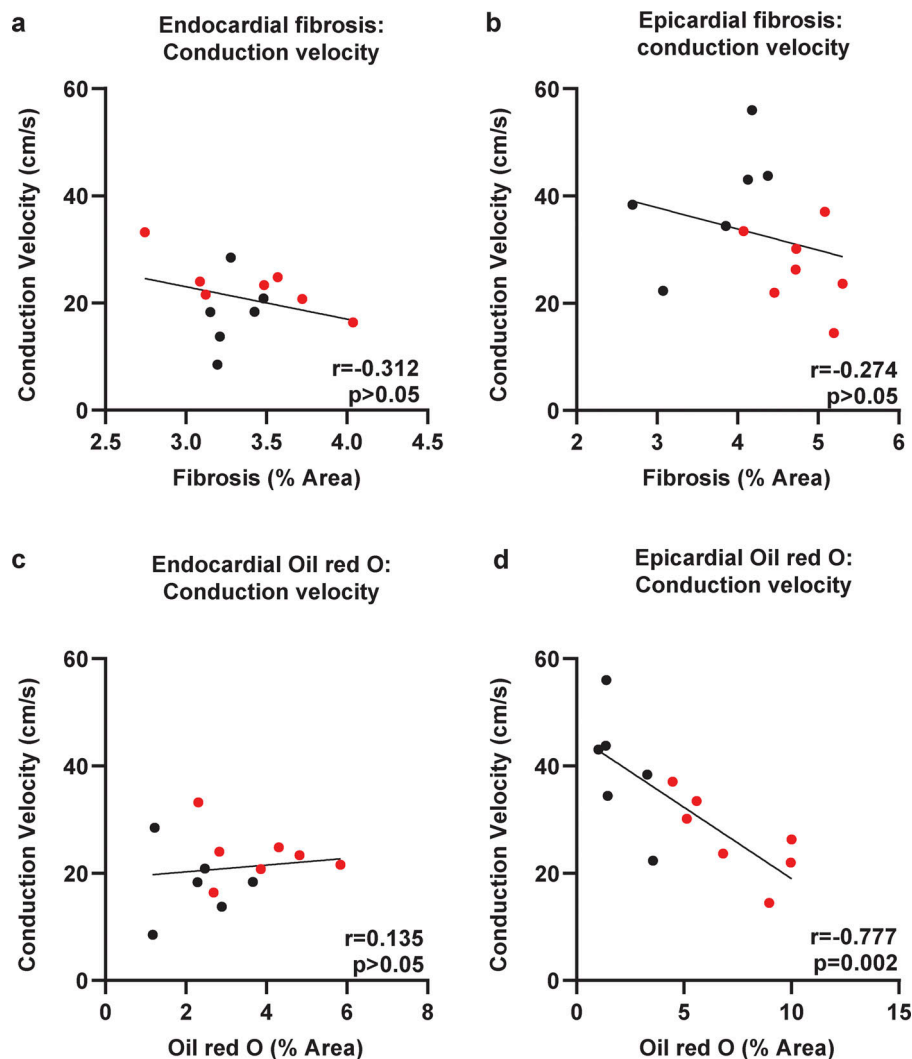 a
Endocardial fibrosis:
Conduction velocity
Conduction Velocity (cm/s)
60
40
20
0
r=-0.312
p>0.05
2.5 3.0 3.5 4.0 4.5
Fibrosis (% Area)
b
Epicardial fibrosis:
conduction velocity
Conduction Velocity (cm/s)
60
40
20
0
r=-0.274
p>0.05
2 3 4 5 6
Fibrosis (% Area)
c
Endocardial Oil red O:
Conduction velocity
Conduction Velocity (cm/s)
60
40
20
0
r=0.135
p>0.05
0 2 4 6 8
Oil red O (% Area)
d
Epicardial Oil red O:
Conduction velocity
Conduction Velocity (cm/s)
60
40
20
0
r=-0.777
p=0.002
0 5 10 15
Oil red O (% Area)